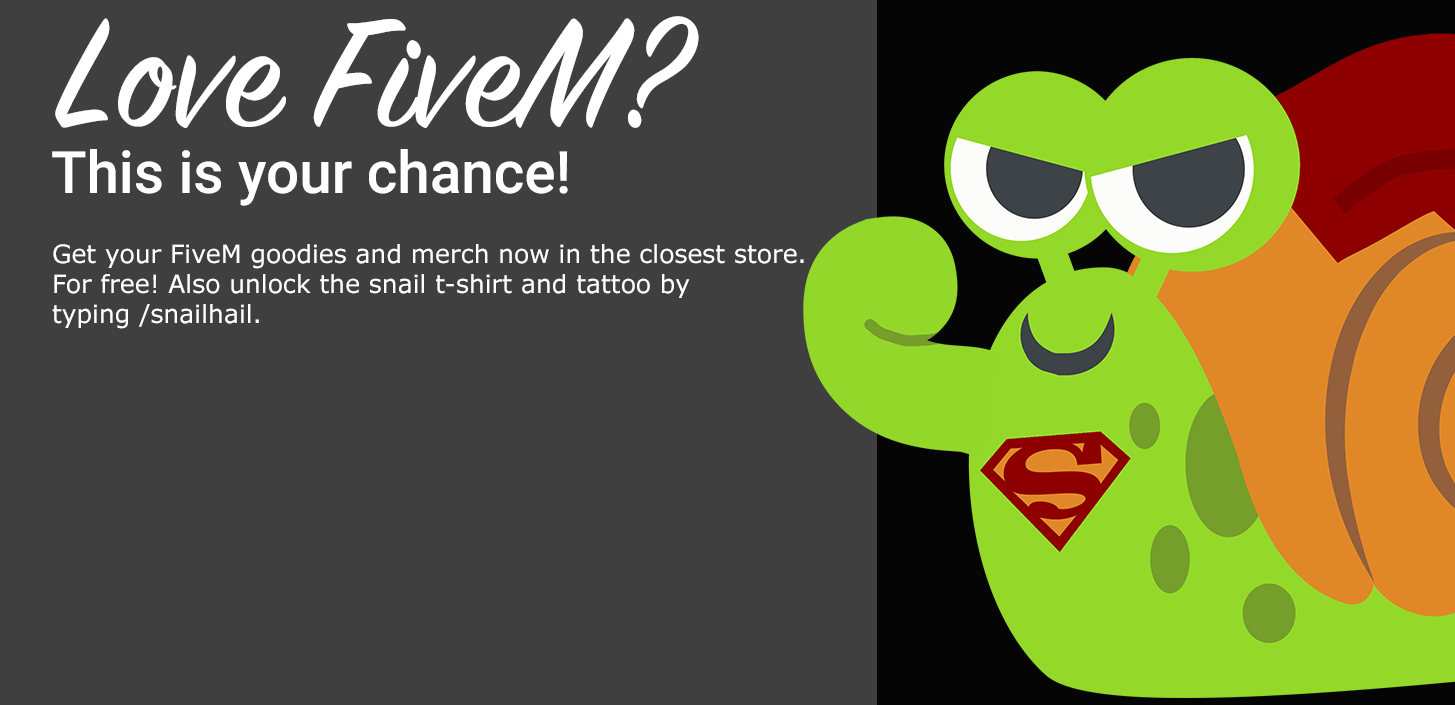 Love FiveM?
This is your chance!
Get your FiveM goodies and merch now in the closest store.
For free! Also unlock the snail t-shirt and tattoo by
typing /snailhail.
S